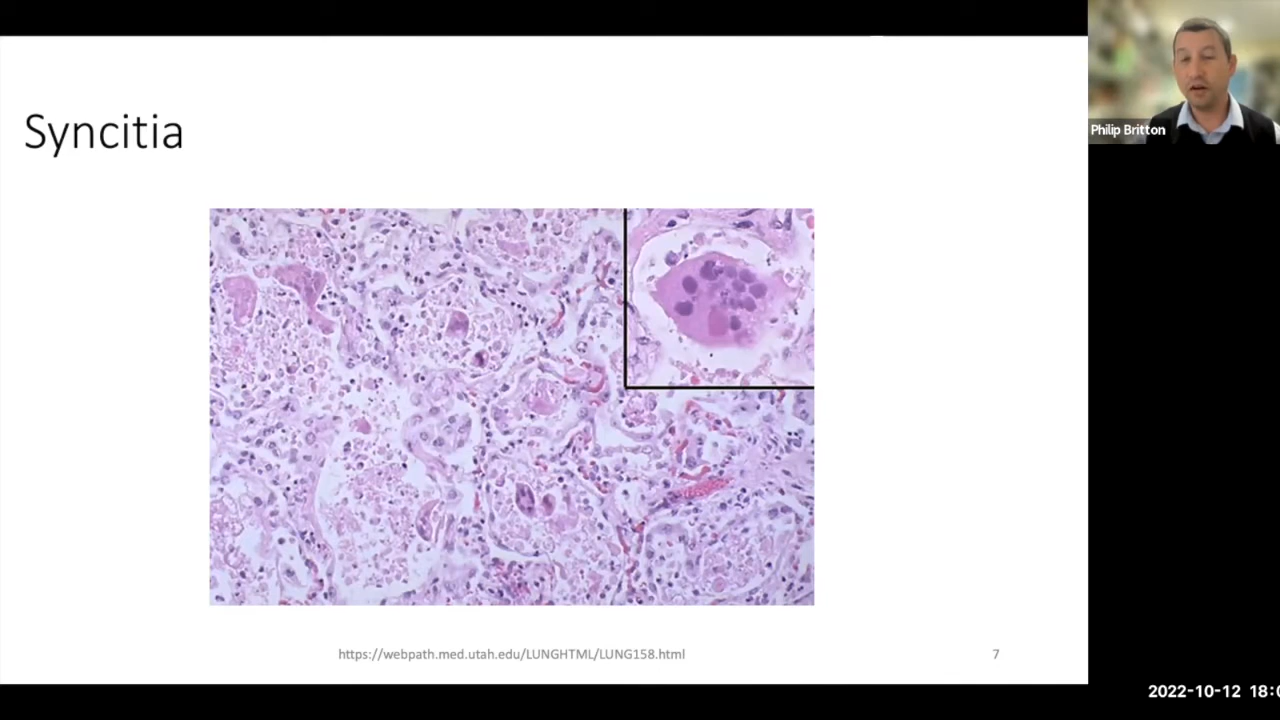 Syncitia
Philip Britton
https://webpath.med.utah.edu/LUNGHTML/LUNG158.html
7
2022-10-12 18:0